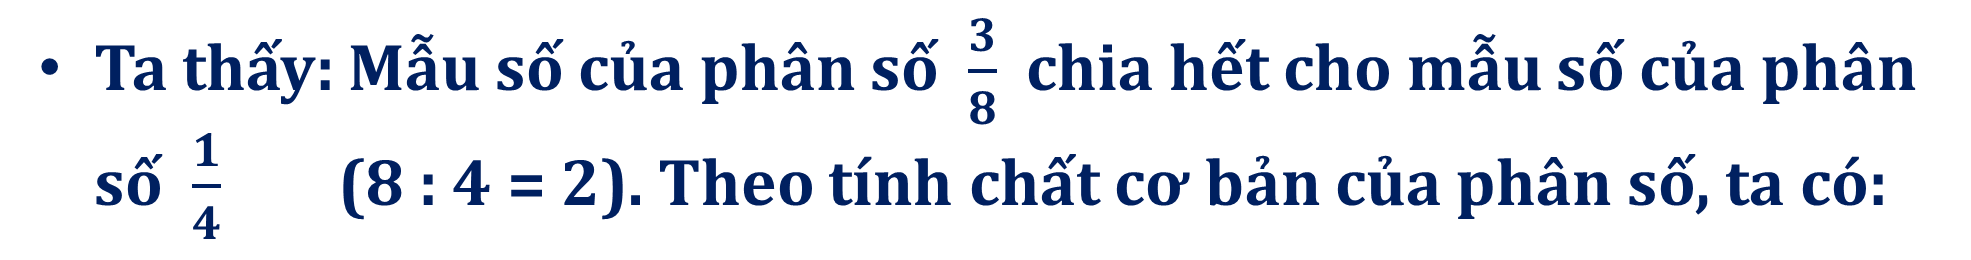 • Ta thấy: Mẫu số của phân số 3/8 chia hết cho mẫu số của phân
số 1/4 (8 : 4 = 2). Theo tính chất cơ bản của phân số, ta có: